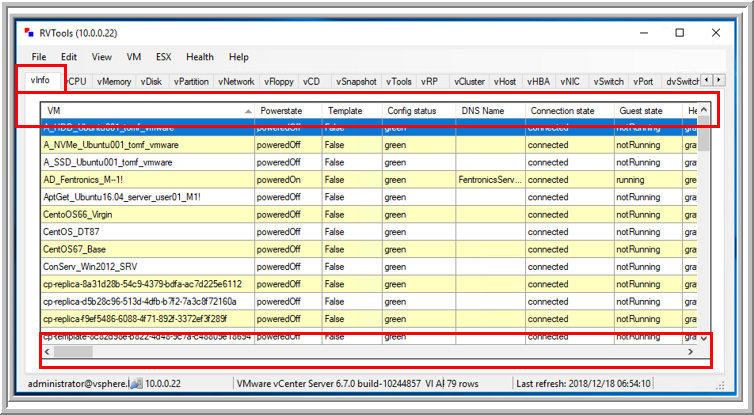 RVTools (10.0.0.22)
File Edit View VM ESX Health Help
vInfo vCPU vMemory vDisk vPartition vNetwork vFloppy vCD vSnapshot vTools vRP vCluster vHost vHBA vNIC vSwitch vPort dvSwitch
VM Powerstate Template Config status DNS Name Connection state Guest state He
A_HDD_Ubuntu001_tomf_vmware poweredOff False green connected notRunning gra
A_NVMe_Ubuntu001_tomf_vmware poweredOff False green connected notRunning gra
A_SSD_Ubuntu001_tomf_vmware poweredOff False green connected notRunning gra
AD_Fentronics_M--1! poweredOn False green FentronicsServ... connected running gre
AptGet_Ubuntu16.04_server_user01_M1! poweredOff False green connected notRunning gra
CentoOS66_Virgin poweredOff False green connected notRunning gra
CentOS_DT87 poweredOff False green connected notRunning gra
CentOS67_Base poweredOff False green connected notRunning gra
ConServ_Win2012_SRV poweredOff False green connected notRunning gra
cp-replica-8a31d28b-54c9-4379-bdfa-ac7d225e6112 poweredOff False green connected notRunning gra
cp-replica-d5b28c96-513d-4dfb-b7f2-7a3c8f72160a poweredOff False green connected notRunning gra
cp-replica-f9ef5486-6088-4f71-892f-3372ef3f289f poweredOff False green connected notRunning gra
cp-template-8c82d98e-b822-4d48-9c7a-c48809e18694 poweredOff False green connected notRunning gra
administrator@vsphere.l 10.0.0.22 VMware vCenter Server 6.7.0 build-10244857 VI AI 79 rows Last refresh: 2018/12/18 06:54:10